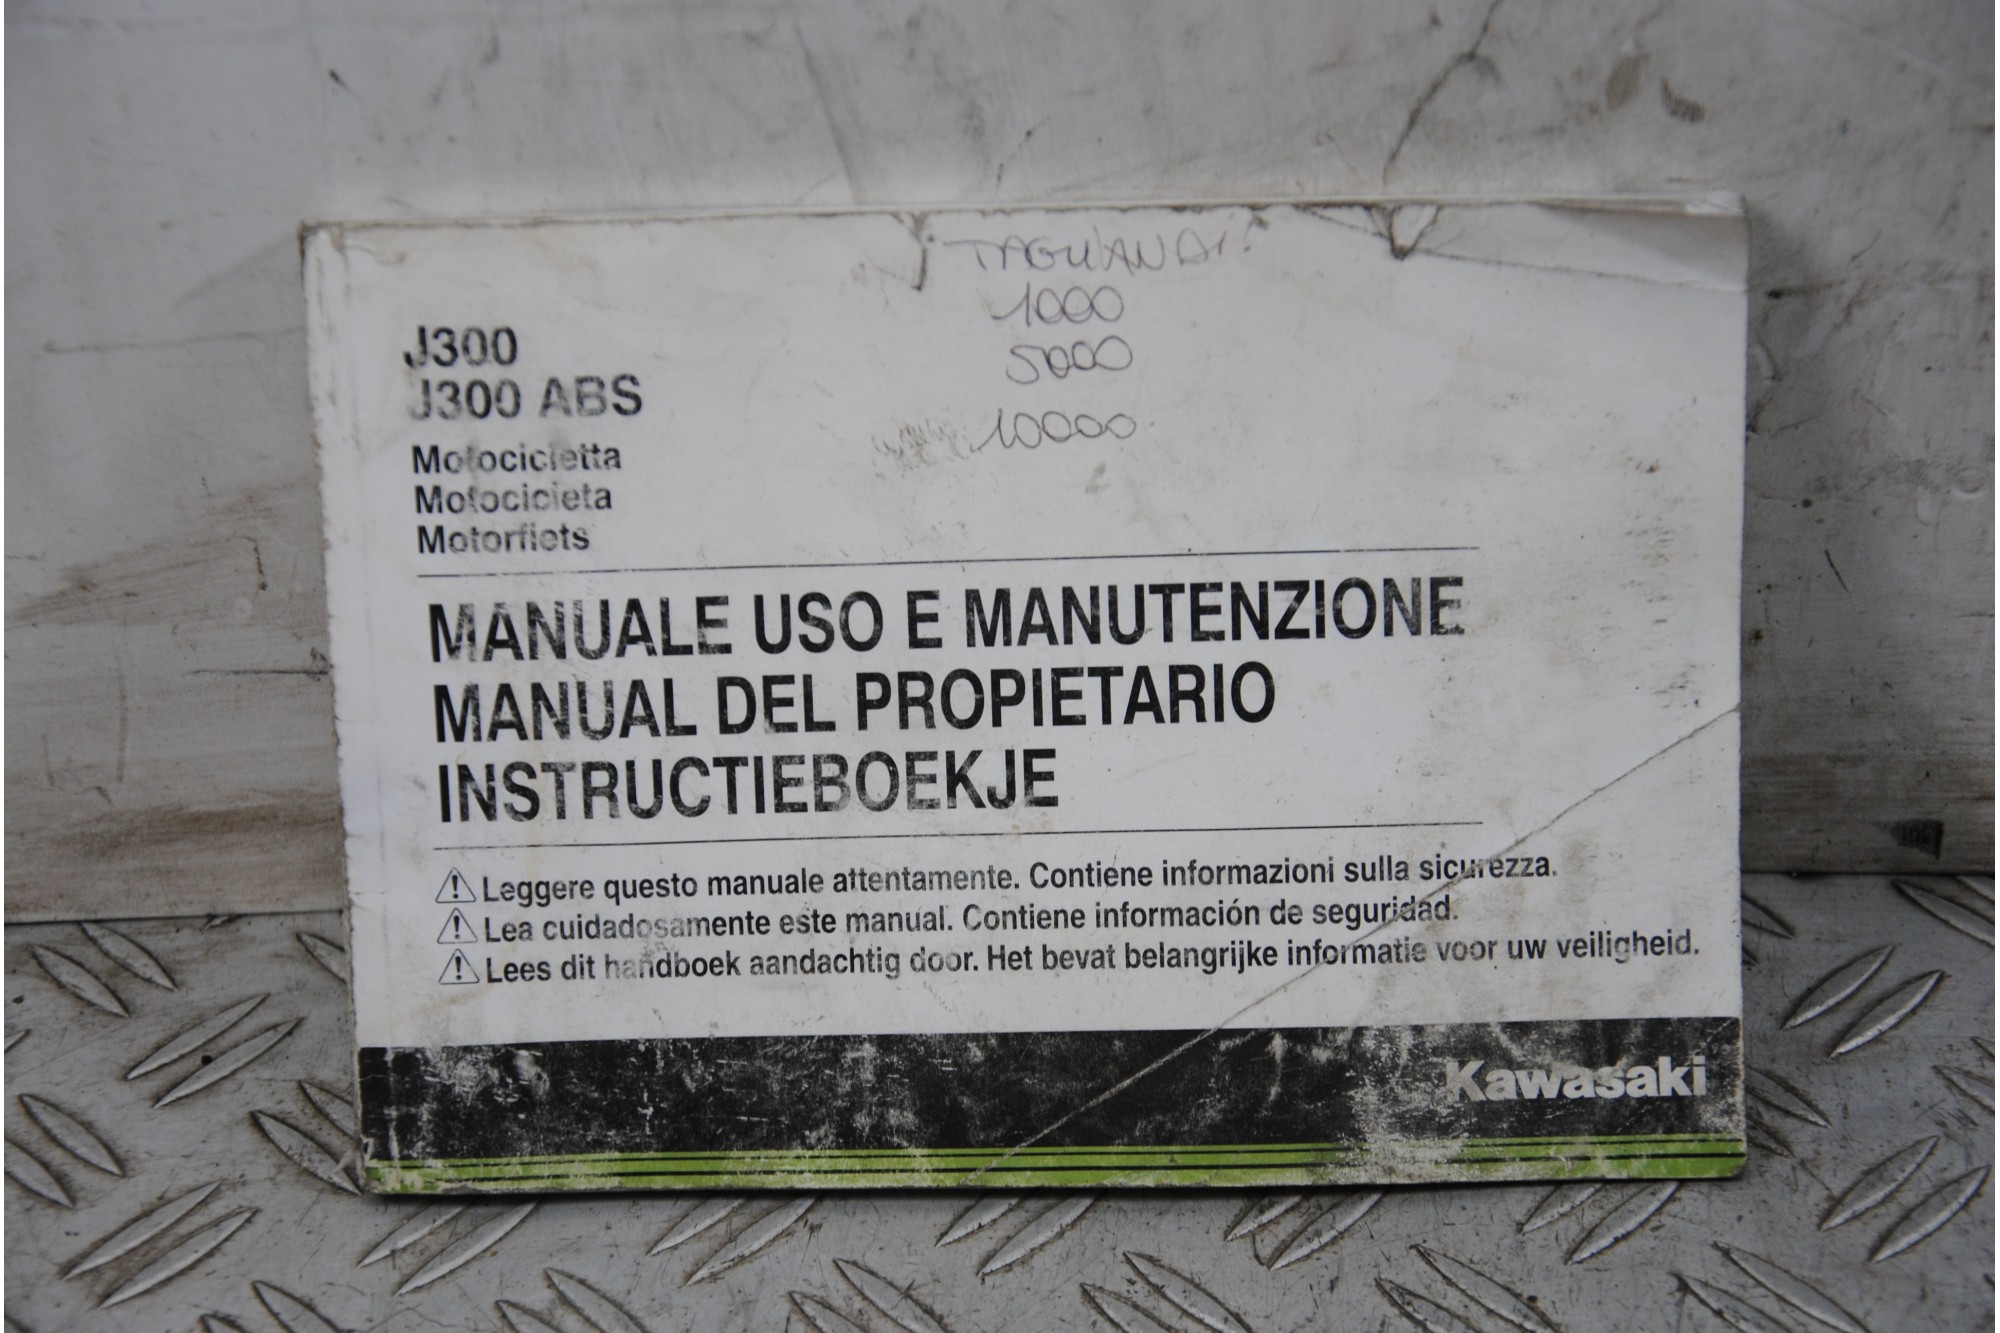 TAGLIANDI:
1000
5000
10000
J300
J300 ABS
Motocicletta
Motocicleta
Motorfiets
MANUALE USO E MANUTENZIONE
MANUAL DEL PROPIETARIO
INSTRUCTIEBOEKJE
Leggere questo manuale attentamente. Contiene informazioni sulla sicurezza.
Lea cuidadosamente este manual. Contiene información de seguridad.
Lees dit handboek aandachtig door. Het bevat belangrijke informatie voor uw veiligheid.
Kawasaki